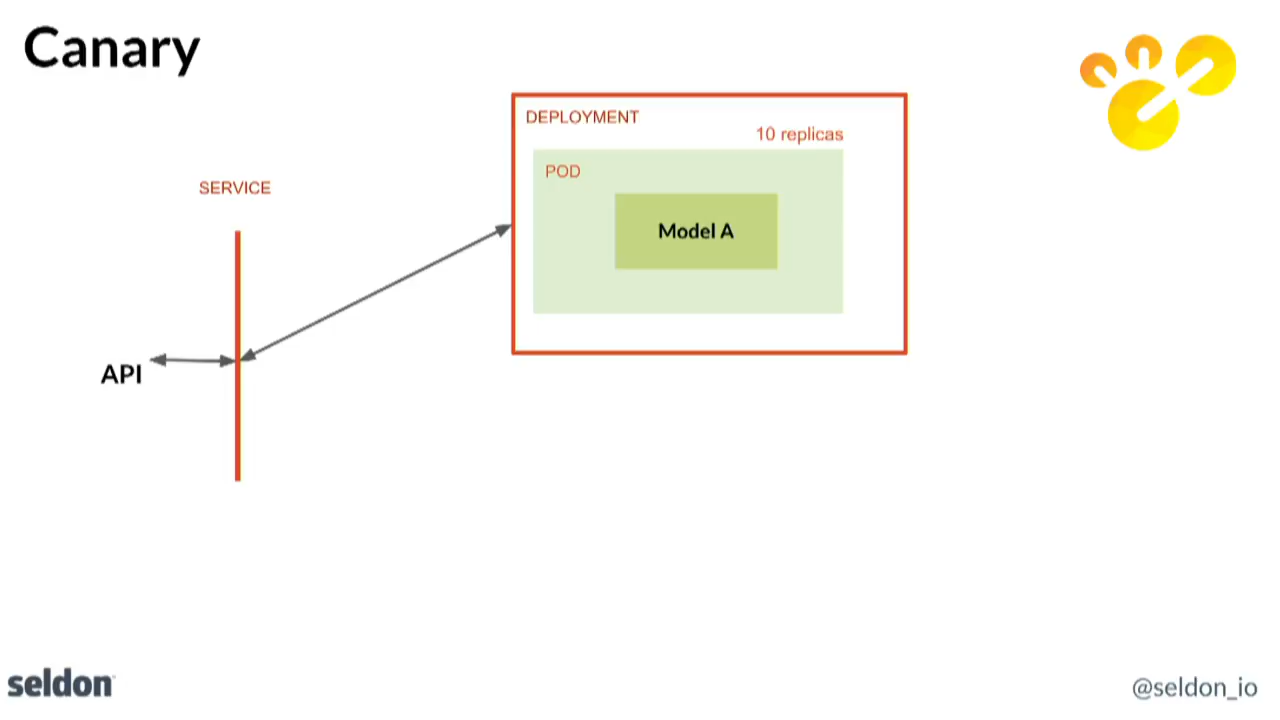 Canary
DEPLOYMENT
10 replicas
POD
SERVICE
Model A
API
seldon
@seldon_io